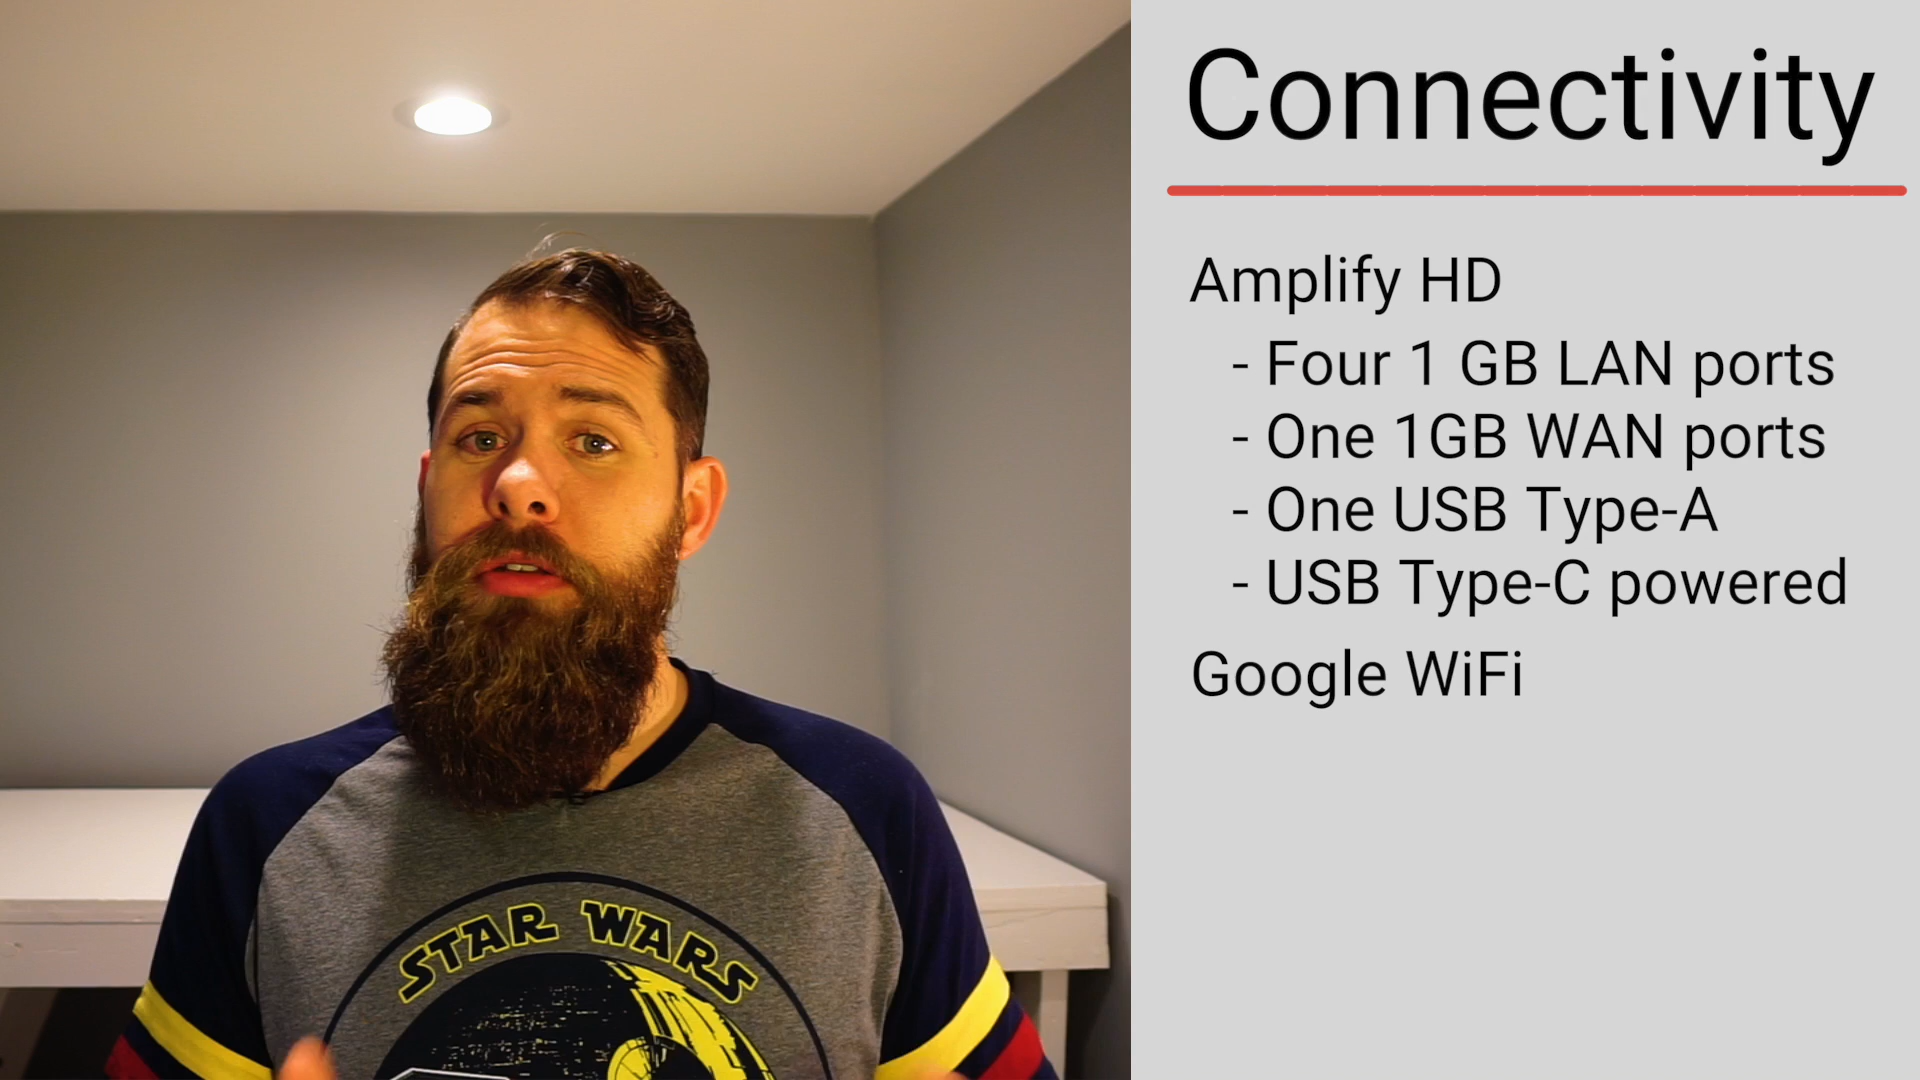 Connectivity
Amplify HD
- Four 1 GB LAN ports
- One 1GB WAN ports
- One USB Type-A
- USB Type-C powered
Google WiFi
STAR WARS